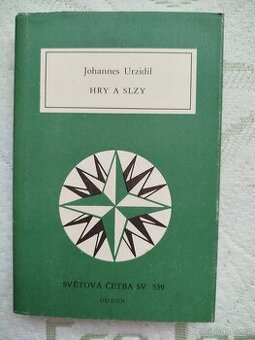 Johannes Urzidil
HRY A SLZY
SVĚTOVÁ ČETBA SV. 539
ODEON